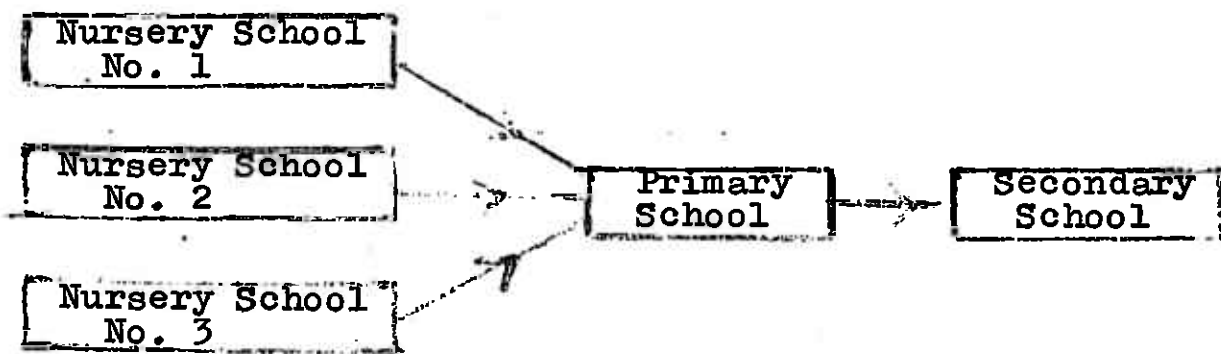 Nursery School
No. 1
Nursery School
No. 2
Primary
School
Secondary
School
Nursery School
No. 3